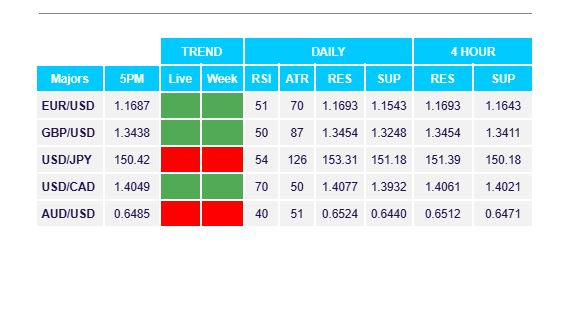 TREND DAILY 4 HOUR
Majors 5PM Live Week RSI ATR RES SUP RES SUP
EUR/USD 1.1687 51 70 1.1693 1.1543 1.1693 1.1643
GBP/USD 1.3438 50 87 1.3454 1.3248 1.3454 1.3411
USD/JPY 150.42 54 126 153.31 151.18 151.39 150.18
USD/CAD 1.4049 70 50 1.4077 1.3932 1.4061 1.4021
AUD/USD 0.6485 40 51 0.6524 0.6440 0.6512 0.6471